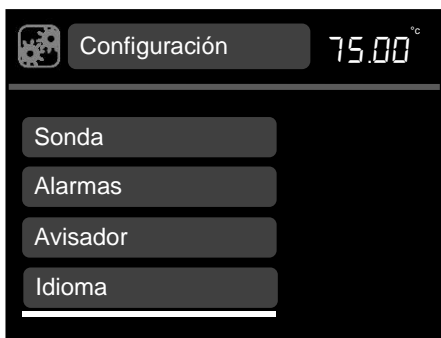 Configuración 75.00°c
Sonda
Alarmas
Avisador
Idioma